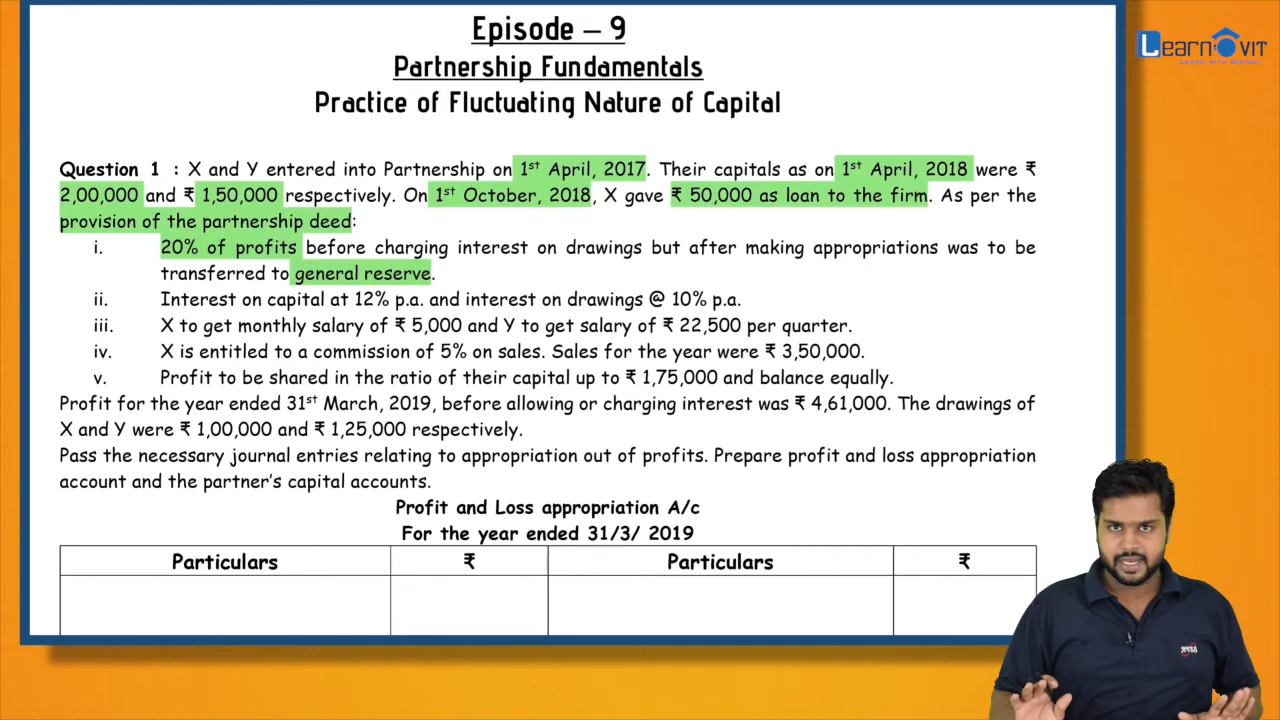 Episode – 9
LearnOVIT
LEARN WITH DOING...
Partnership Fundamentals
Practice of Fluctuating Nature of Capital
Question 1 : X and Y entered into Partnership on 1st April, 2017. Their capitals as on 1st April, 2018 were ₹
2,00,000 and ₹ 1,50,000 respectively. On 1st October, 2018, X gave ₹ 50,000 as loan to the firm. As per the
provision of the partnership deed:
i. 20% of profits before charging interest on drawings but after making appropriations was to be
transferred to general reserve.
ii. Interest on capital at 12% p.a. and interest on drawings @ 10% p.a.
iii. X to get monthly salary of ₹ 5,000 and Y to get salary of ₹ 22,500 per quarter.
iv. X is entitled to a commission of 5% on sales. Sales for the year were ₹ 3,50,000.
v. Profit to be shared in the ratio of their capital up to ₹ 1,75,000 and balance equally.
Profit for the year ended 31st March, 2019, before allowing or charging interest was ₹ 4,61,000. The drawings of
X and Y were ₹ 1,00,000 and ₹ 1,25,000 respectively.
Pass the necessary journal entries relating to appropriation out of profits. Prepare profit and loss appropriation
account and the partner's capital accounts.
Profit and Loss appropriation A/c
For the year ended 31/3/ 2019
Particulars ₹ Particulars ₹